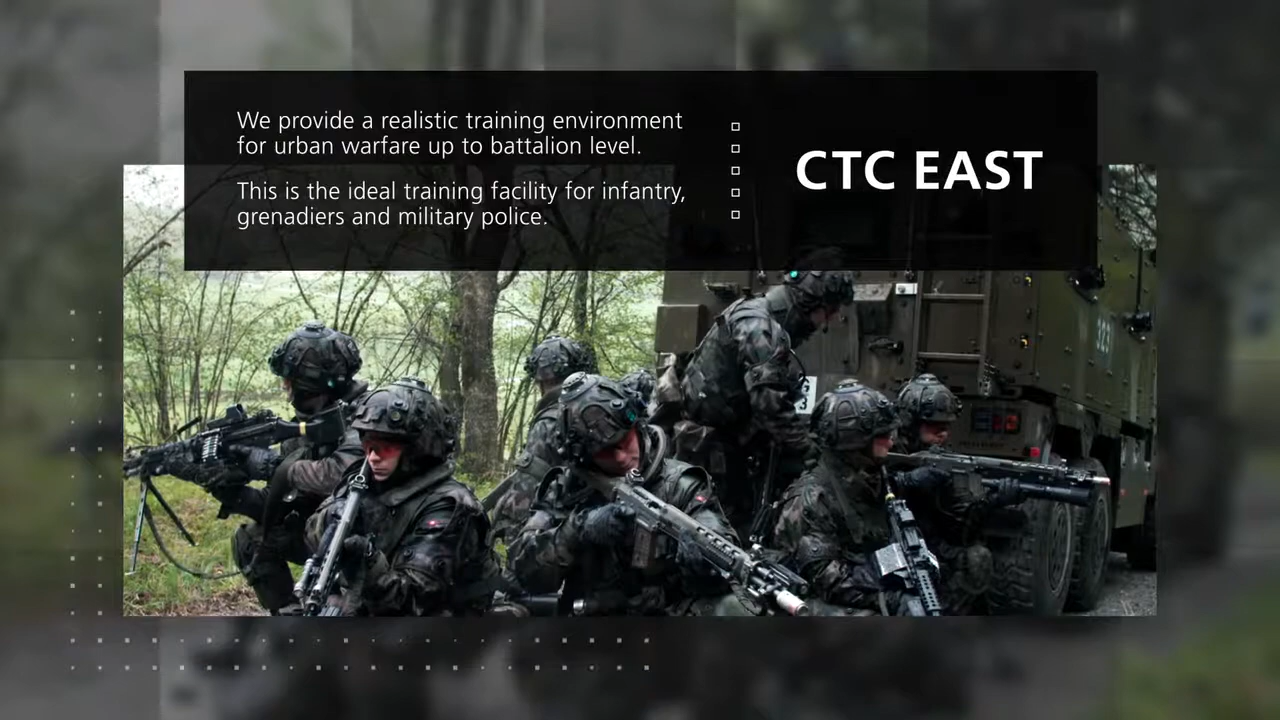 We provide a realistic training environment
for urban warfare up to battalion level.
This is the ideal training facility for infantry,
grenadiers and military police.
CTC EAST